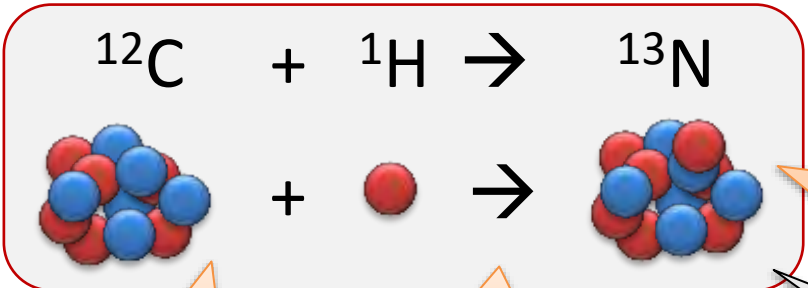 ¹²C + ¹H → ¹³N
+ →